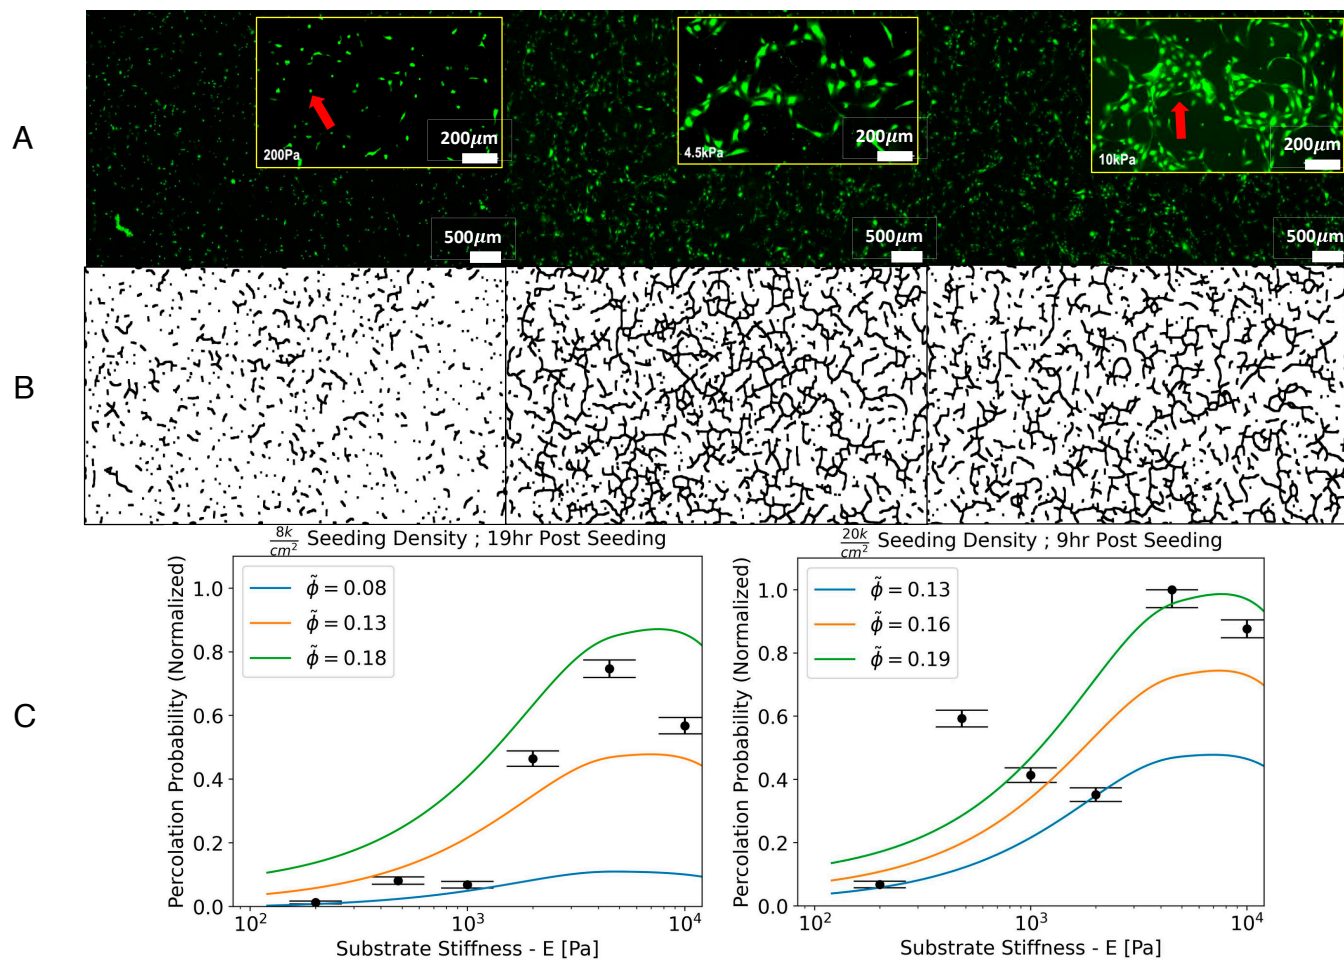 A
200Pa
200μm
500μm
4.5kPa
200μm
500μm
10kPa
200μm
500μm
B
C
8k/cm² Seeding Density ; 19hr Post Seeding
Percolation Probability (Normalized)
1.0
0.8
0.6
0.4
0.2
0.0
ϕ̃ = 0.08
ϕ̃ = 0.13
ϕ̃ = 0.18
10² 10³ 10⁴
Substrate Stiffness - E [Pa]
20k/cm² Seeding Density ; 9hr Post Seeding
Percolation Probability (Normalized)
1.0
0.8
0.6
0.4
0.2
0.0
ϕ̃ = 0.13
ϕ̃ = 0.16
ϕ̃ = 0.19
10² 10³ 10⁴
Substrate Stiffness - E [Pa]